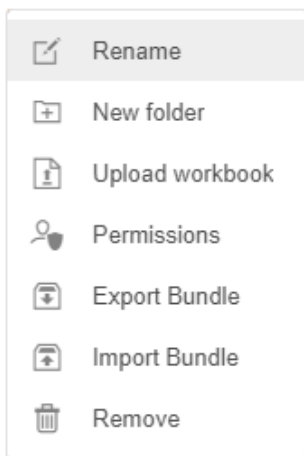 Rename
New folder
Upload workbook
Permissions
Export Bundle
Import Bundle
Remove